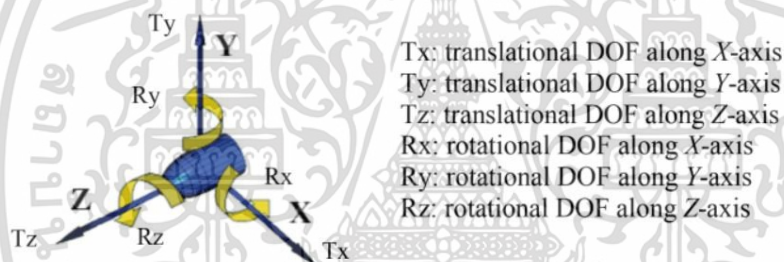 Ty
Y
Ry
Rx
Z
X
Tz
Rz
Tx
Tx: translational DOF along X-axis
Ty: translational DOF along Y-axis
Tz: translational DOF along Z-axis
Rx: rotational DOF along X-axis
Ry: rotational DOF along Y-axis
Rz: rotational DOF along Z-axis